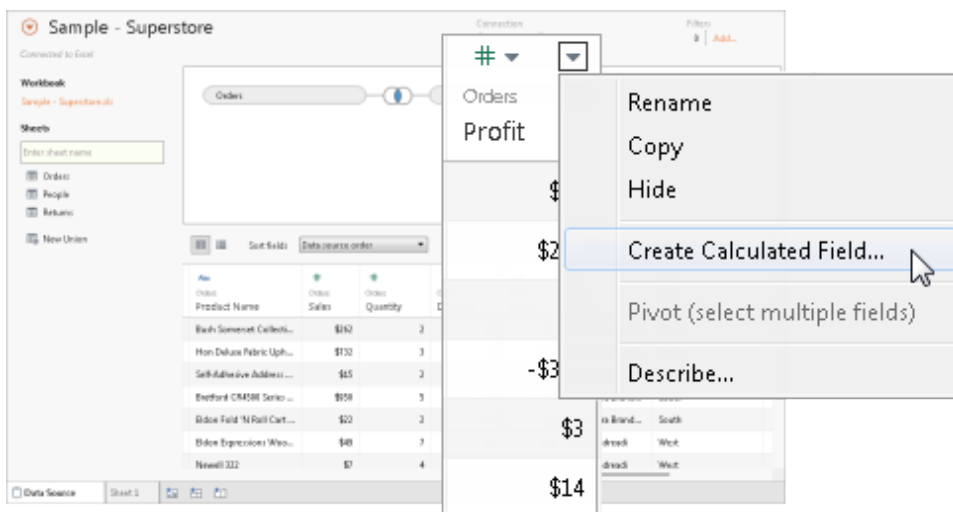 Sample - Superstore
Connected to Excel
Connection
Filters
0 | Add...
Workbook
Sample - Superstore.xls
Sheets
Enter sheet name
Orders
People
Returns
New Union
Orders
Sort fields
Data source order
Abc
Orders
Product Name
Orders
Sales
Orders
Quantity
Bush Somerset Collecti... $262 2
Hon Deluxe Fabric Uph... $732 3
Self-Adhesive Address ... $15 2
Bretford CR4500 Series ... $958 5
Eldon Fold 'N Roll Cart ... $22 2
Eldon Expressions Woo... $49 7
Newell 322 $7 4
#
Orders
Profit
$2
-$3
$3
$14
Rename
Copy
Hide
Create Calculated Field...
Pivot (select multiple fields)
Describe...
Brand... South
West
West
Data Source
Sheet 1